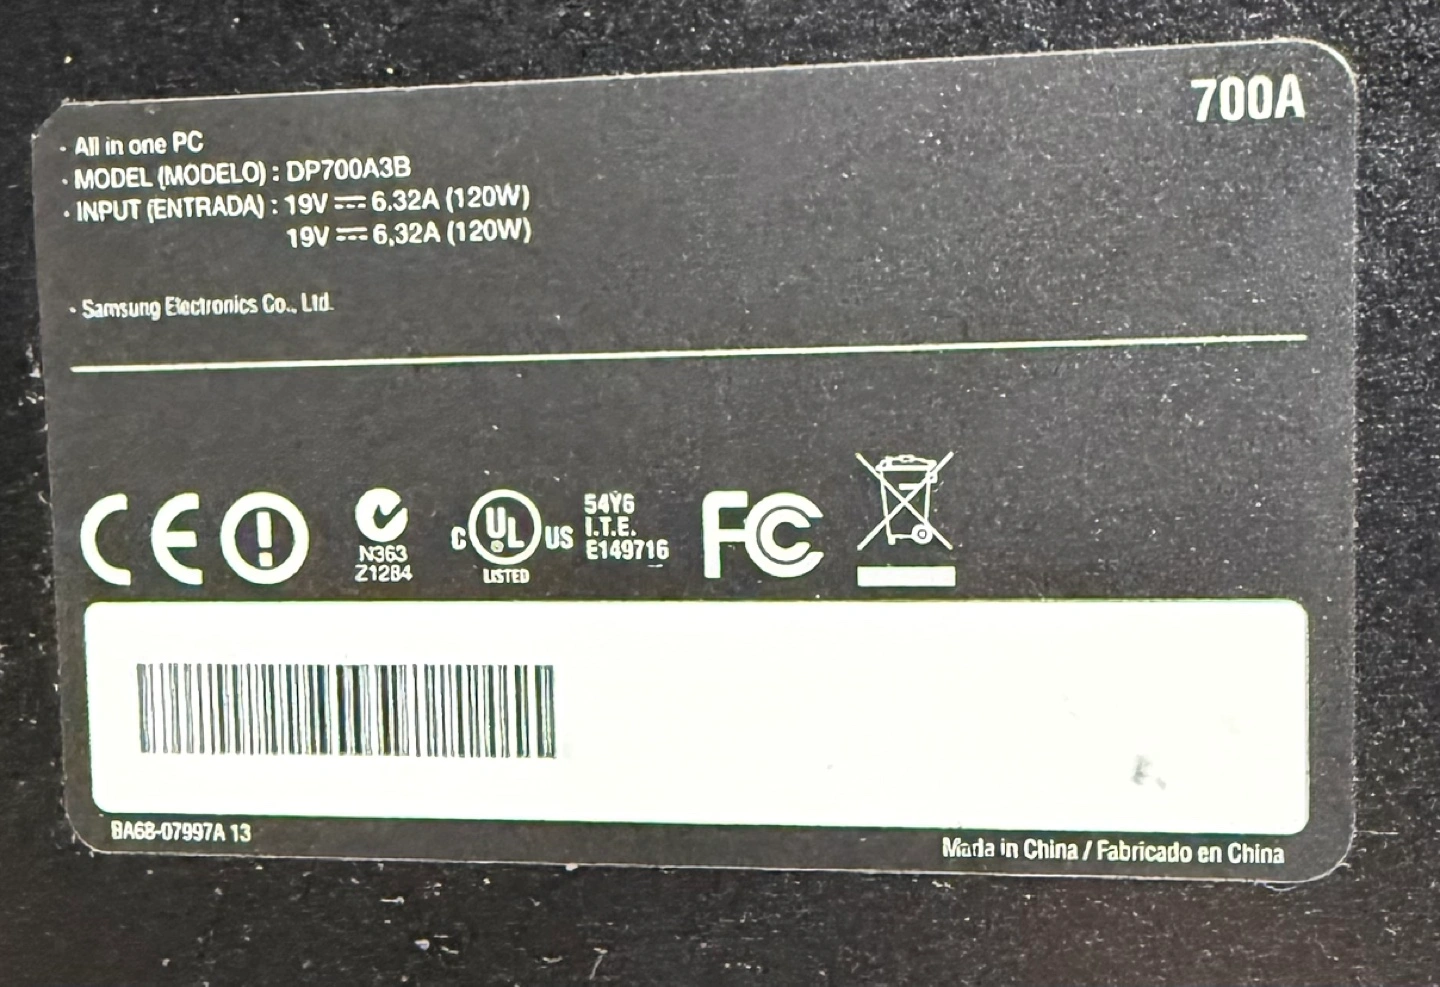 700A
· All in one PC
· MODEL (MODELO) : DP700A3B
· INPUT (ENTRADA) : 19V ⎓ 6.32A (120W)
19V ⎓ 6,32A (120W)
· Samsung Electronics Co., Ltd.
CE
N363
Z1284
C UL US
LISTED
54Y6
I.T.E.
E149716
FC
BA68-07997A 13
Made in China / Fabricado en China